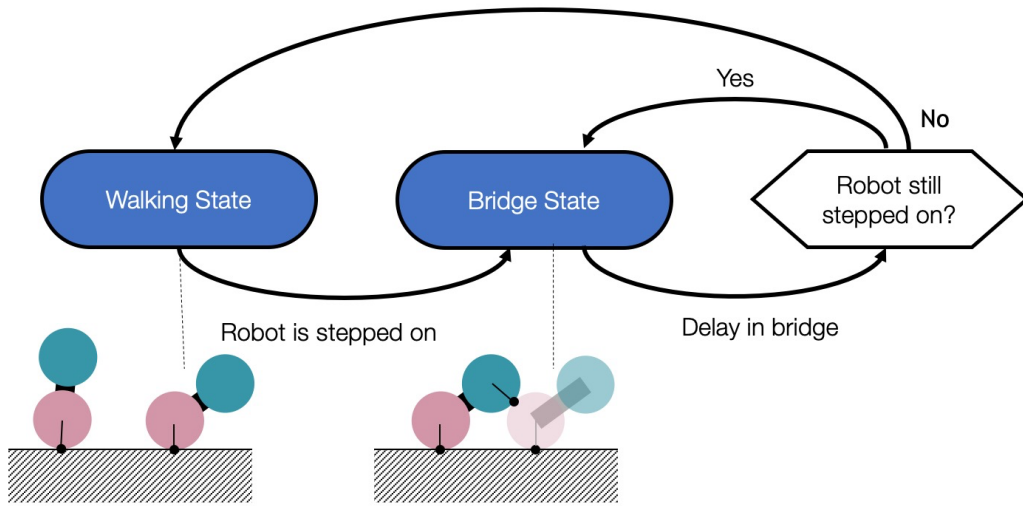 Yes
No
Walking State
Bridge State
Robot still
stepped on?
Robot is stepped on
Delay in bridge